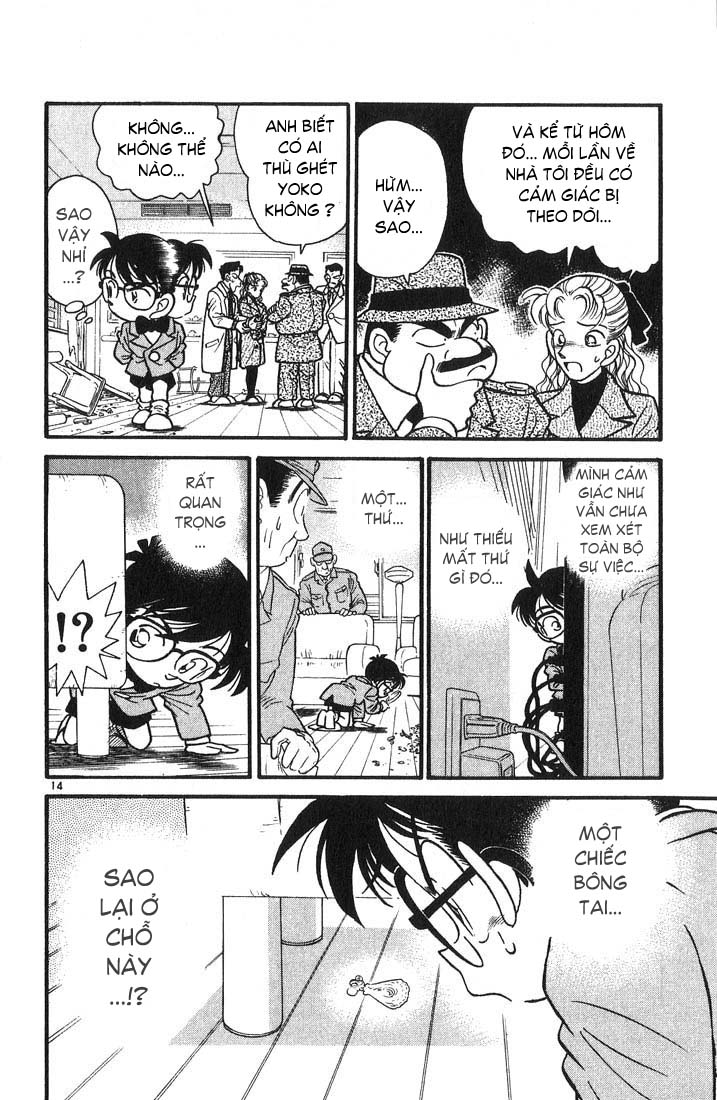 VÀ KỂ TỪ HÔM
ĐÓ... MỖI LẦN VỀ
NHÀ TÔI ĐỀU CÓ
CẢM GIÁC BỊ
THEO DÕI...
HỪM...
VẬY
SAO...
ANH BIẾT
CÓ AI
THÙ GHÉT
YOKO
KHÔNG ?
KHÔNG...
KHÔNG THỂ
NÀO...
SAO
VẬY
NHỈ
...?
MÌNH CẢM
GIÁC NHƯ
VẪN CHƯA
XEM XÉT
TOÀN BỘ
SỰ VIỆC...
NHƯ THIẾU
MẤT THỨ
GÌ ĐÓ...
MỘT...
THỨ...
RẤT
QUAN
TRỌNG
...
!?
14
MỘT
CHIẾC
BÔNG
TAI...
SAO
LẠI Ở
CHỖ
NÀY
...!?